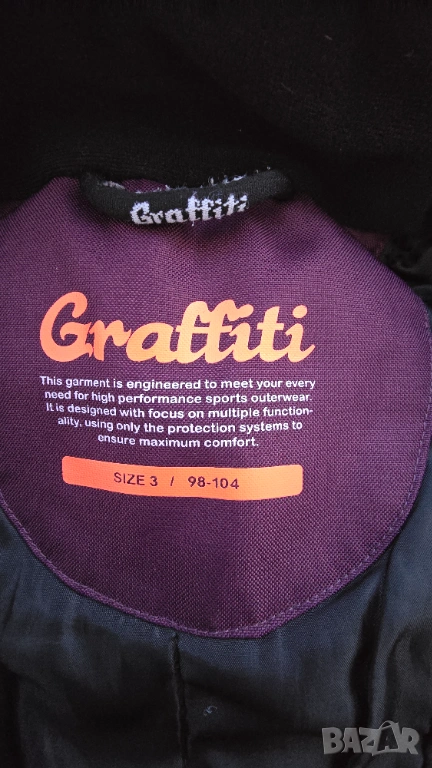 Graffiti
Graffiti
This garment is engineered to meet your every
need for high performance sports outerwear.
It is designed with focus on multiple function-
ality, using only the protection systems to
ensure maximum comfort.
SIZE 3 / 98-104
BAZAR